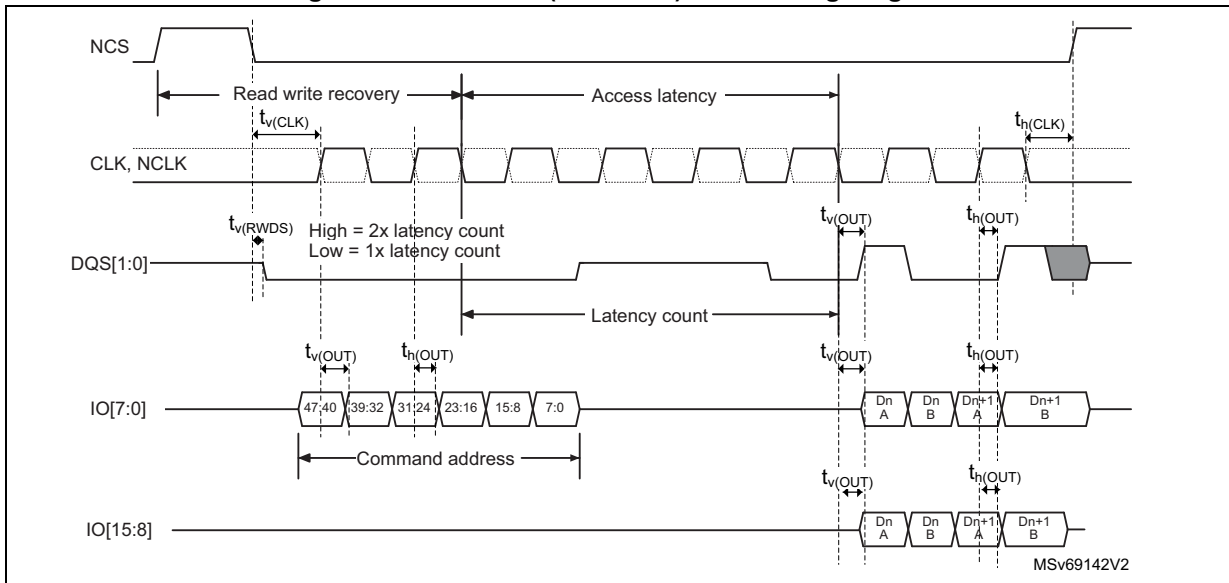 NCS
Read write recovery
Access latency
tv(CLK)
th(CLK)
CLK, NCLK
tv(RWDS)
High = 2x latency count
Low = 1x latency count
tv(OUT)
th(OUT)
DQS[1:0]
Latency count
tv(OUT)
th(OUT)
tv(OUT)
th(OUT)
IO[7:0]
47:40 39:32 31:24 23:16 15:8 7:0
Dn A
Dn B
Dn+1 A
Dn+1 B
Command address
tv(OUT)
th(OUT)
IO[15:8]
Dn A
Dn B
Dn+1 A
Dn+1 B
MSv69142V2